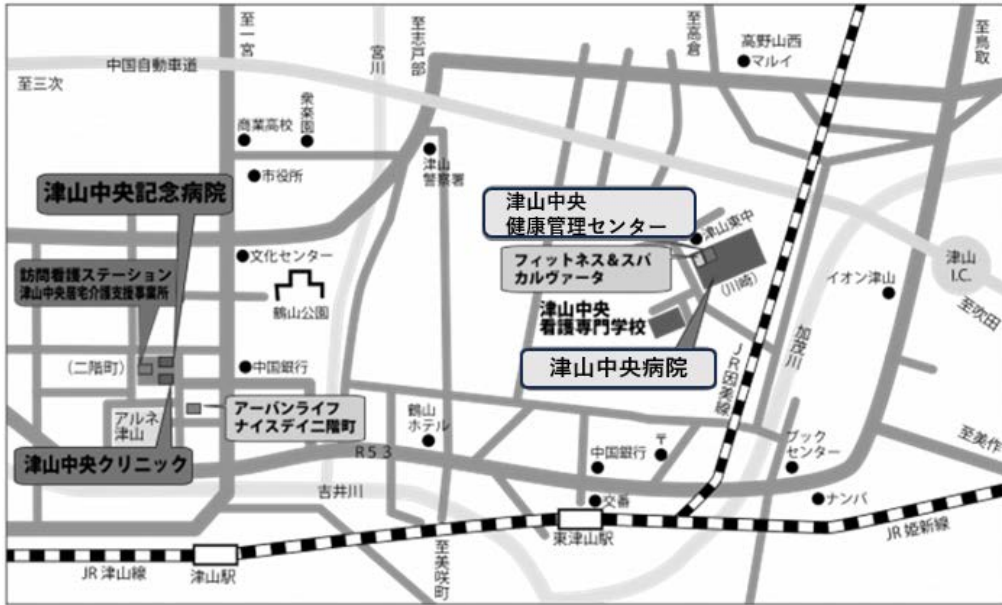 至一宮
宮川
至志戸部
至高倉
高野山西
マルイ
至鳥取
中国自動車道
至三次
商業高校
衆楽園
市役所
津山
警察署
津山中央記念病院
津山中央
健康管理センター
津山東中
フィットネス＆スパ
カルヴァータ
(川崎)
津山
I.C.
文化センター
訪問看護ステーション
津山中央居宅介護支援事業所
鶴山公園
イオン津山
至吹田
津山中央
看護専門学校
加茂川
JR因美線
津山中央病院
(二階町)
中国銀行
アーバンライフ
ナイスデイ二階町
アルネ
津山
鶴山
ホテル
津山中央クリニック
R53
中国銀行
〒
ブック
センター
至美作
吉井川
交番
ナンバ
東津山駅
至美咲町
JR姫新線
JR津山線
津山駅